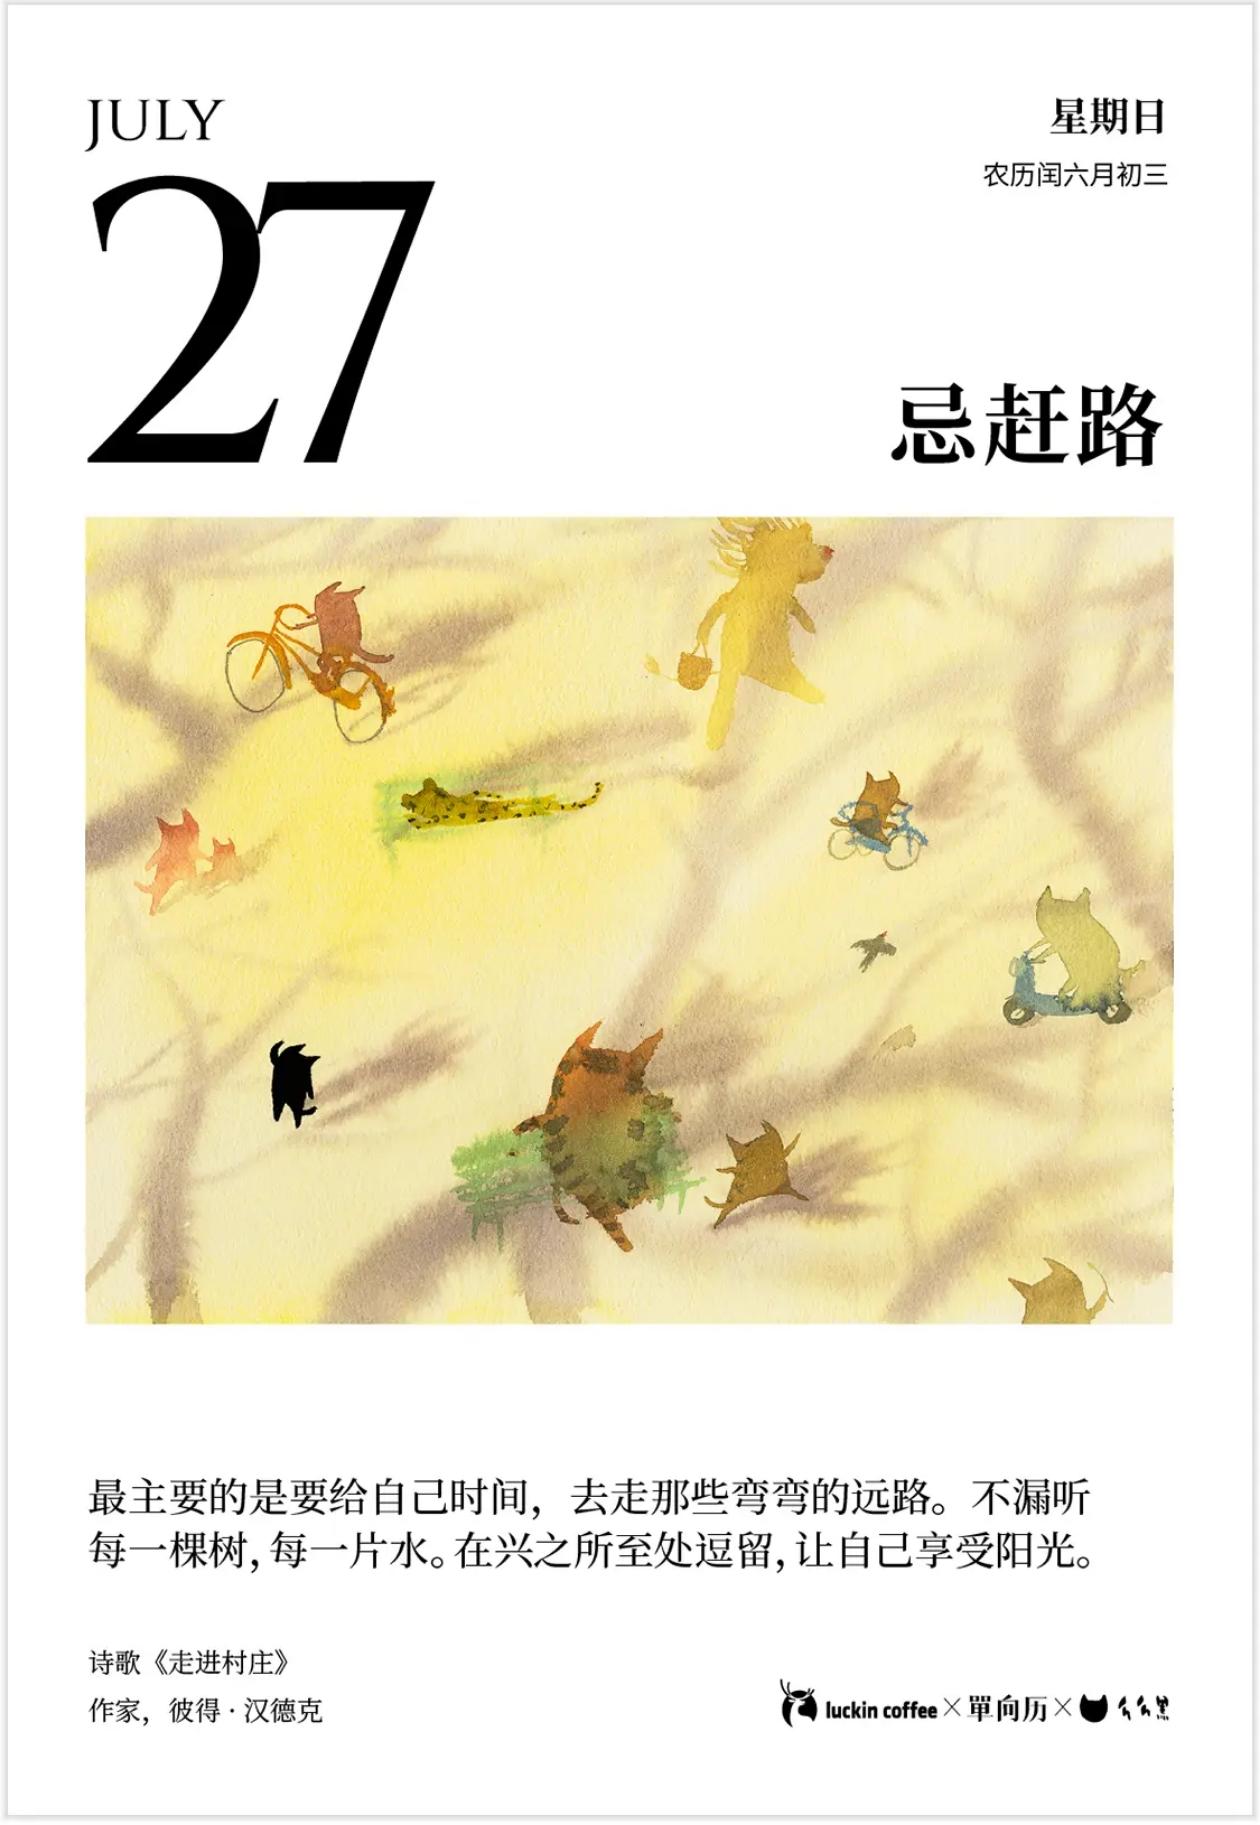 JULY
27
星期日
农历闰六月初三
忌赶路
最主要的是要给自己时间，去走那些弯弯的远路。不漏听
每一棵树，每一片水。在兴之所至处逗留，让自己享受阳光。
诗歌《走进村庄》
作家，彼得·汉德克
luckin coffee×單向历×么么黑